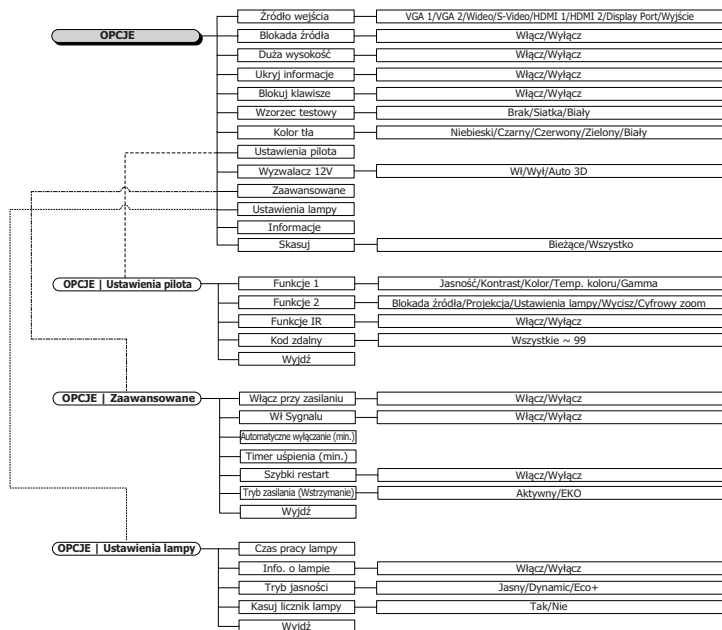 OPCJE
Źródło wejścia
VGA 1/VGA 2/Wideo/S-Video/HDMI 1/HDMI 2/Display Port/Wyjście
Blokada źródła
Włącz/Wyłącz
Duża wysokość
Włącz/Wyłącz
Ukryj informacje
Włącz/Wyłącz
Blokuj klawisze
Włącz/Wyłącz
Wzorzec testowy
Brak/Siatka/Biały
Kolor tła
Niebieski/Czarny/Czerwony/Zielony/Biały
Ustawienia pilota
Wyzwalacz 12V
Wł/Wył/Auto 3D
Zaawansowane
Ustawienia lampy
Informacje
Skasuj
Bieżące/Wszystko
OPCJE | Ustawienia pilota
Funkcje 1
Jasność/Kontrast/Kolor/Temp. koloru/Gamma
Funkcje 2
Blokada źródła/Projekcja/Ustawienia lampy/Wycisz/Cyfrowy zoom
Funkcje IR
Włącz/Wyłącz
Kod zdalny
Wszystkie ~ 99
Wyjdź
OPCJE | Zaawansowane
Włącz przy zasilaniu
Włącz/Wyłącz
Wł Sygnalu
Włącz/Wyłącz
Automatyczne wyłączanie (min.)
Timer uśpienia (min.)
Szybki restart
Włącz/Wyłącz
Tryb zasilania (Wstrzymanie)
Aktywny/EKO
Wyjdź
OPCJE | Ustawienia lampy
Czas pracy lampy
Info. o lampie
Włącz/Wyłącz
Tryb jasności
Jasny/Dynamic/Eco+
Kasuj licznik lampy
Tak/Nie
Wyjdź